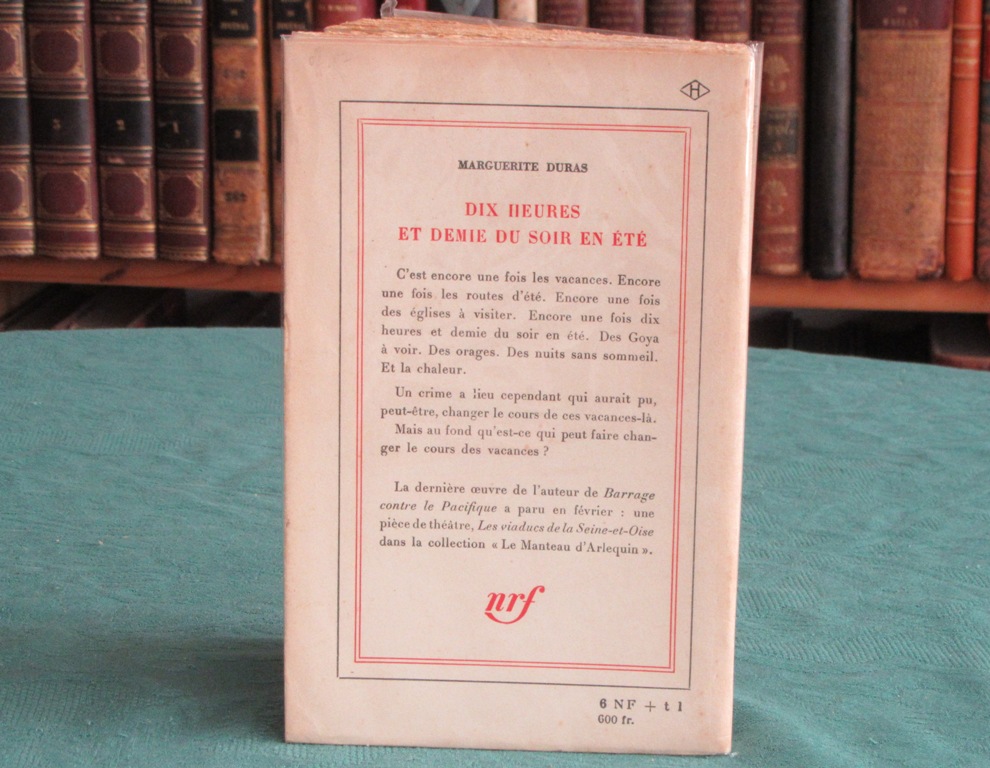 H
MARGUERITE DURAS
DIX HEURES
ET DEMIE DU SOIR EN ÉTÉ
C'est encore une fois les vacances. Encore
une fois les routes d'été. Encore une fois
des églises à visiter. Encore une fois dix
heures et demie du soir en été. Des Goya
à voir. Des orages. Des nuits sans sommeil.
Et la chaleur.
Un crime a lieu cependant qui aurait pu,
peut-être, changer le cours de ces vacances-là.
Mais au fond qu'est-ce qui peut faire chan-
ger le cours des vacances ?
La dernière œuvre de l'auteur de Barrage
contre le Pacifique a paru en février : une
pièce de théâtre, Les viaducs de la Seine-et-Oise
dans la collection « Le Manteau d'Arlequin ».
nrf
6 NF + t l
600 fr.
3
2
1